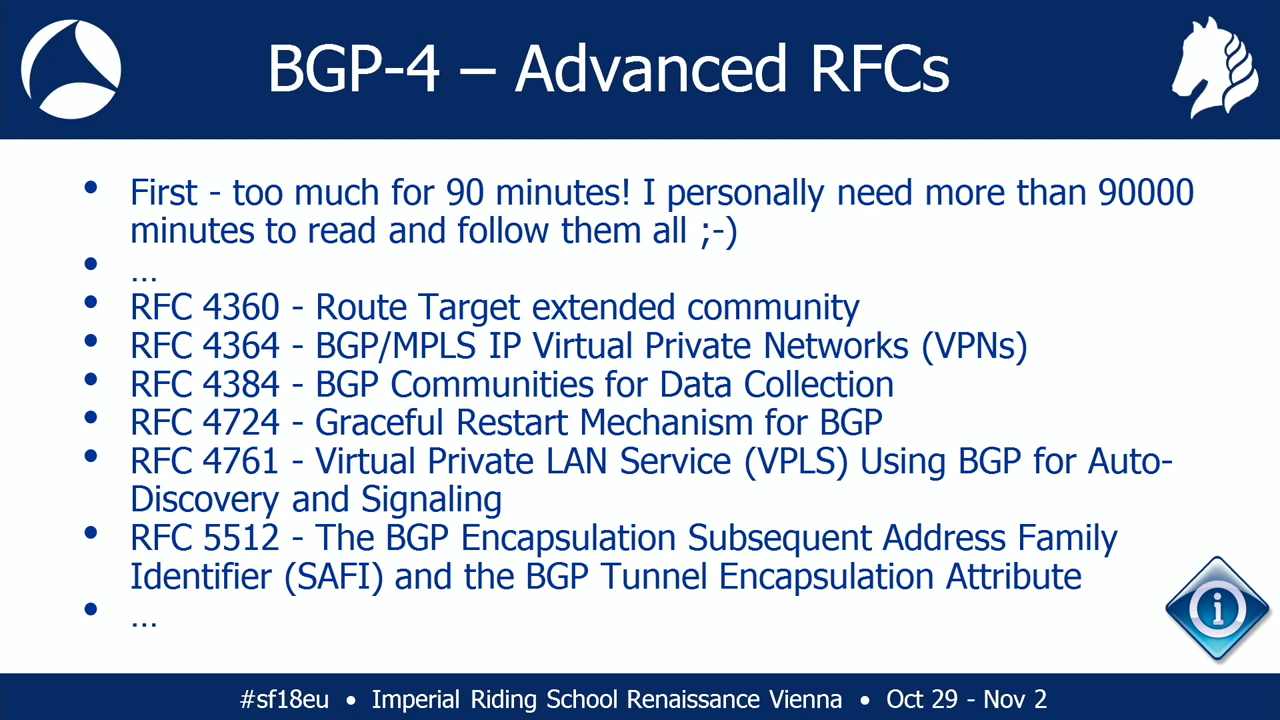 BGP-4 – Advanced RFCs
• First - too much for 90 minutes! I personally need more than 90000
minutes to read and follow them all ;-)
• ...
• RFC 4360 - Route Target extended community
• RFC 4364 - BGP/MPLS IP Virtual Private Networks (VPNs)
• RFC 4384 - BGP Communities for Data Collection
• RFC 4724 - Graceful Restart Mechanism for BGP
• RFC 4761 - Virtual Private LAN Service (VPLS) Using BGP for Auto-
Discovery and Signaling
• RFC 5512 - The BGP Encapsulation Subsequent Address Family
Identifier (SAFI) and the BGP Tunnel Encapsulation Attribute
• ...
i
#sf18eu • Imperial Riding School Renaissance Vienna • Oct 29 - Nov 2